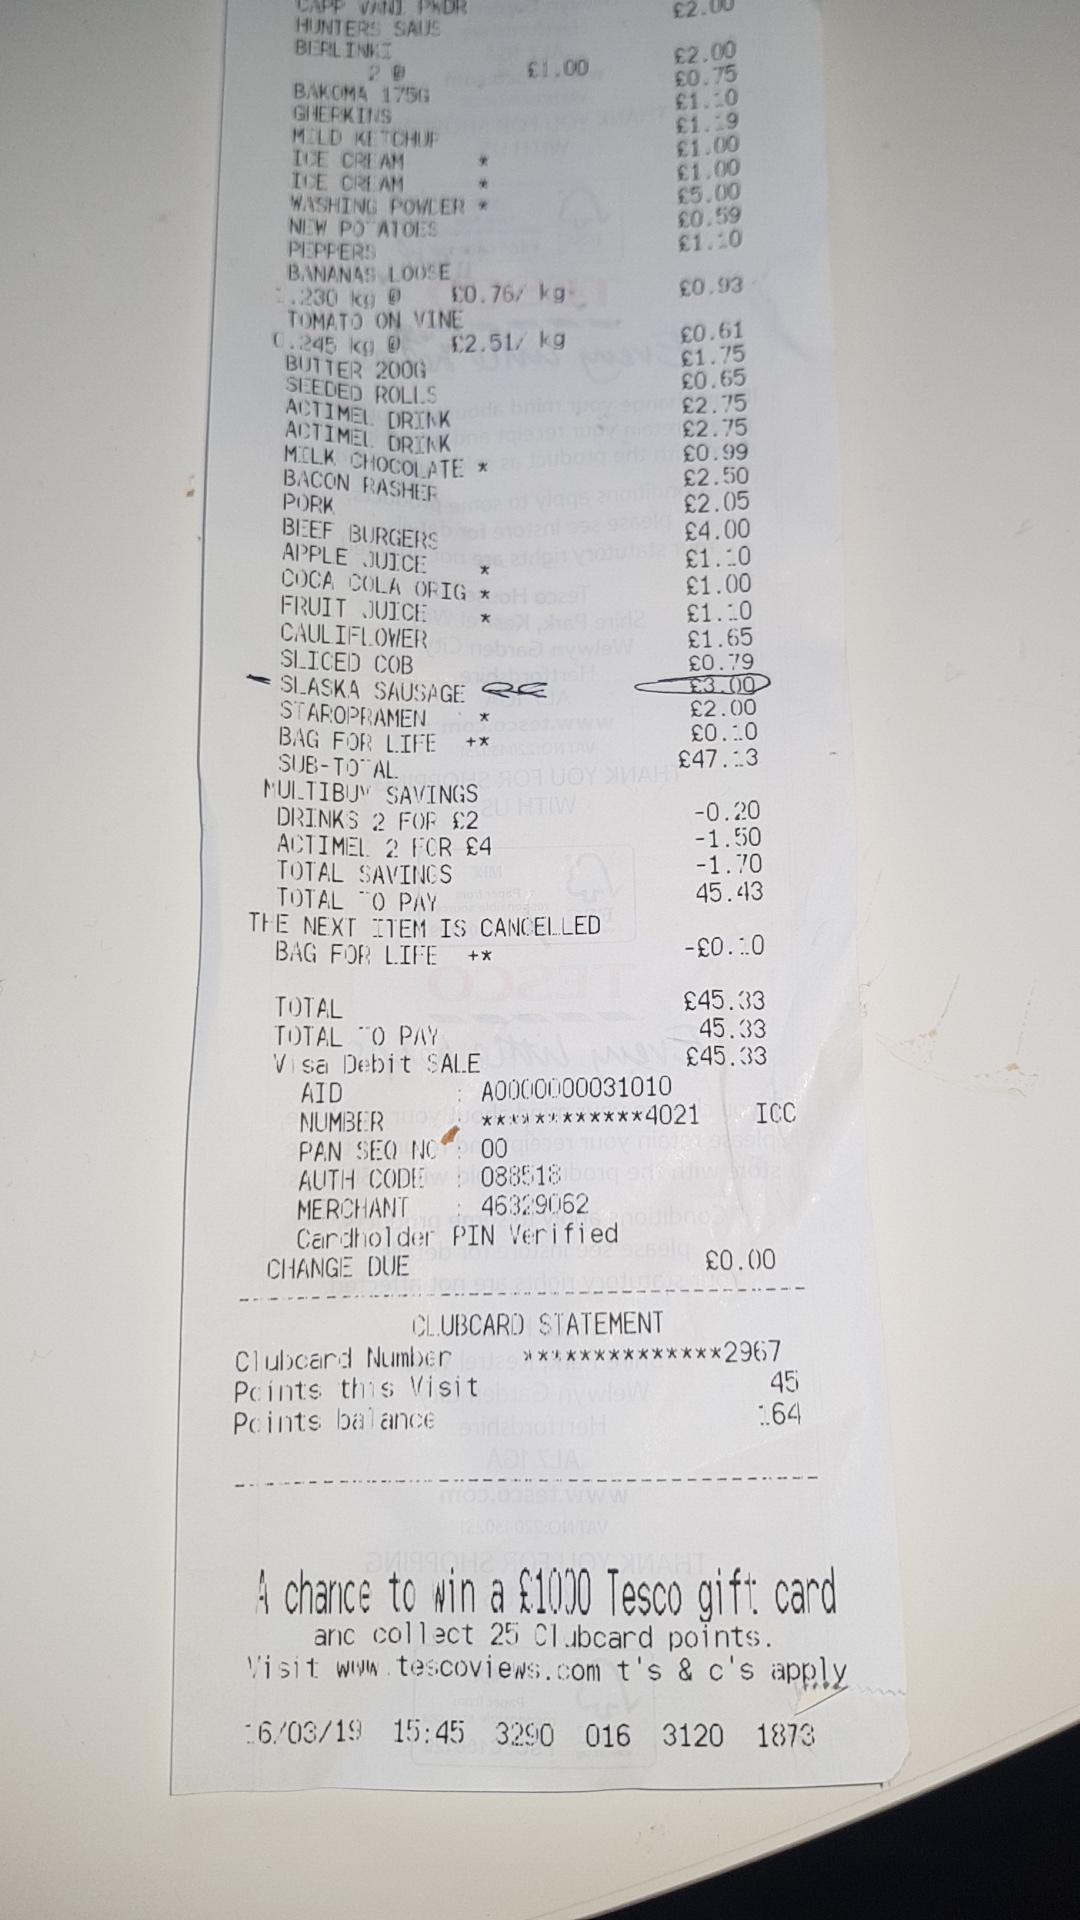 CAPP VANI PWDR £2.00
HUNTERS SAUS
BERLINKI £2.00
2 @ £1.00
BAKOMA 175G £0.75
GHERKINS £1.10
MILD KETCHUP £1.19
ICE CREAM * £1.00
ICE CREAM * £1.00
WASHING POWDER * £5.00
NEW POTATOES £0.59
PEPPERS £1.10
BANANAS LOOSE
1.230 kg @ £0.76/ kg £0.93
TOMATO ON VINE
0.245 kg @ £2.51/ kg £0.61
BUTTER 200G £1.75
SEEDED ROLLS £0.65
ACTIMEL DRINK £2.75
ACTIMEL DRINK £2.75
MILK CHOCOLATE * £0.99
BACON RASHER £2.50
PORK £2.05
BEEF BURGERS £4.00
APPLE JUICE * £1.10
COCA COLA ORIG * £1.00
FRUIT JUICE * £1.10
CAULIFLOWER £1.65
SLICED COB £0.79
SLASKA SAUSAGE £3.00
STAROPRAMEN * £2.00
BAG FOR LIFE +* £0.10
SUB-TOTAL £47.13
MULTIBUY SAVINGS
DRINKS 2 FOR £2 -0.20
ACTIMEL 2 FOR £4 -1.50
TOTAL SAVINGS -1.70
TOTAL TO PAY 45.43
THE NEXT ITEM IS CANCELLED
BAG FOR LIFE +* -£0.10
TOTAL £45.33
TOTAL TO PAY 45.33
Visa Debit SALE £45.33
AID : A0000000031010
NUMBER : ************4021 ICC
PAN SEQ NO : 00
AUTH CODE : 088518
MERCHANT : 46329062
Cardholder PIN Verified
CHANGE DUE £0.00
CLUBCARD STATEMENT
Clubcard Number **************2967
Points this Visit 45
Points balance 164
A chance to win a £1000 Tesco gift card
and collect 25 Clubcard points.
Visit www.tescoviews.com t's & c's apply
16/03/19 15:45 3290 016 3120 1873